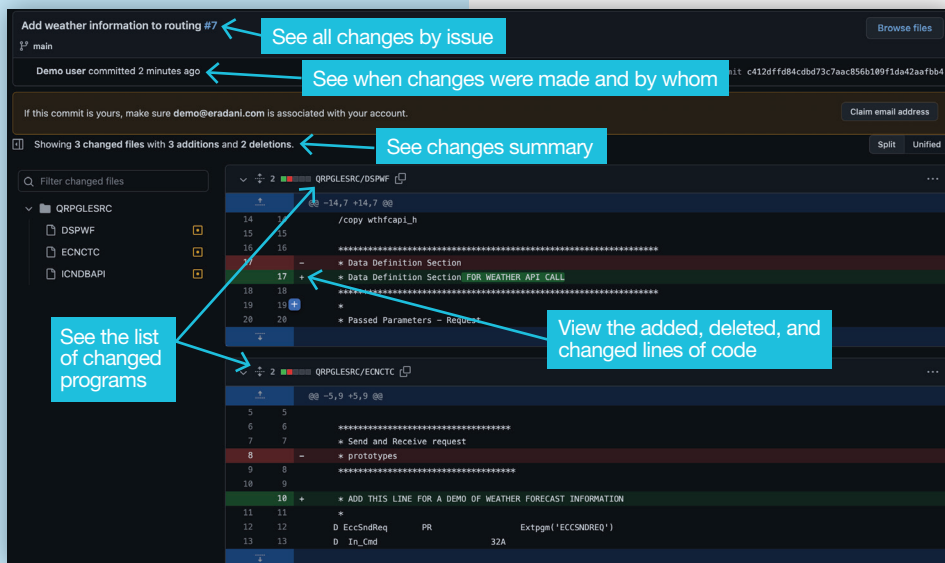 Add weather information to routing #7
See all changes by issue
Browse files
main
Demo user committed 2 minutes ago
See when changes were made and by whom
c412dffd84cdbd73c7aac856b109f1da42aafbb4
If this commit is yours, make sure demo@eradani.com is associated with your account.
Claim email address
Showing 3 changed files with 3 additions and 2 deletions.
See changes summary
Split Unified
Filter changed files
QRPGLESRC
DSPWF
ECNCTC
ICNDBAPI
2 QRPGLESRC/DSPWF
@@ -14,7 +14,7 @@
14 14 /copy wthfcapi_h
15 15
16 16 *****************************************************************
17 - * Data Definition Section
17 + * Data Definition Section FOR WEATHER API CALL
18 18 *****************************************************************
19 19 *
20 20 * Passed Parameters - Request
View the added, deleted, and
changed lines of code
See the list
of changed
programs
2 QRPGLESRC/ECNCTC
@@ -5,9 +5,9 @@
5 5
6 6 ***********************************
7 7 * Send and Receive request
8 - * prototypes
9 8 ************************************
10 9
10 + * ADD THIS LINE FOR A DEMO OF WEATHER FORECAST INFORMATION
11 11 *
12 12 D EccSndReq PR Extpgm('ECCSNDREQ')
13 13 D In_Cmd 32A